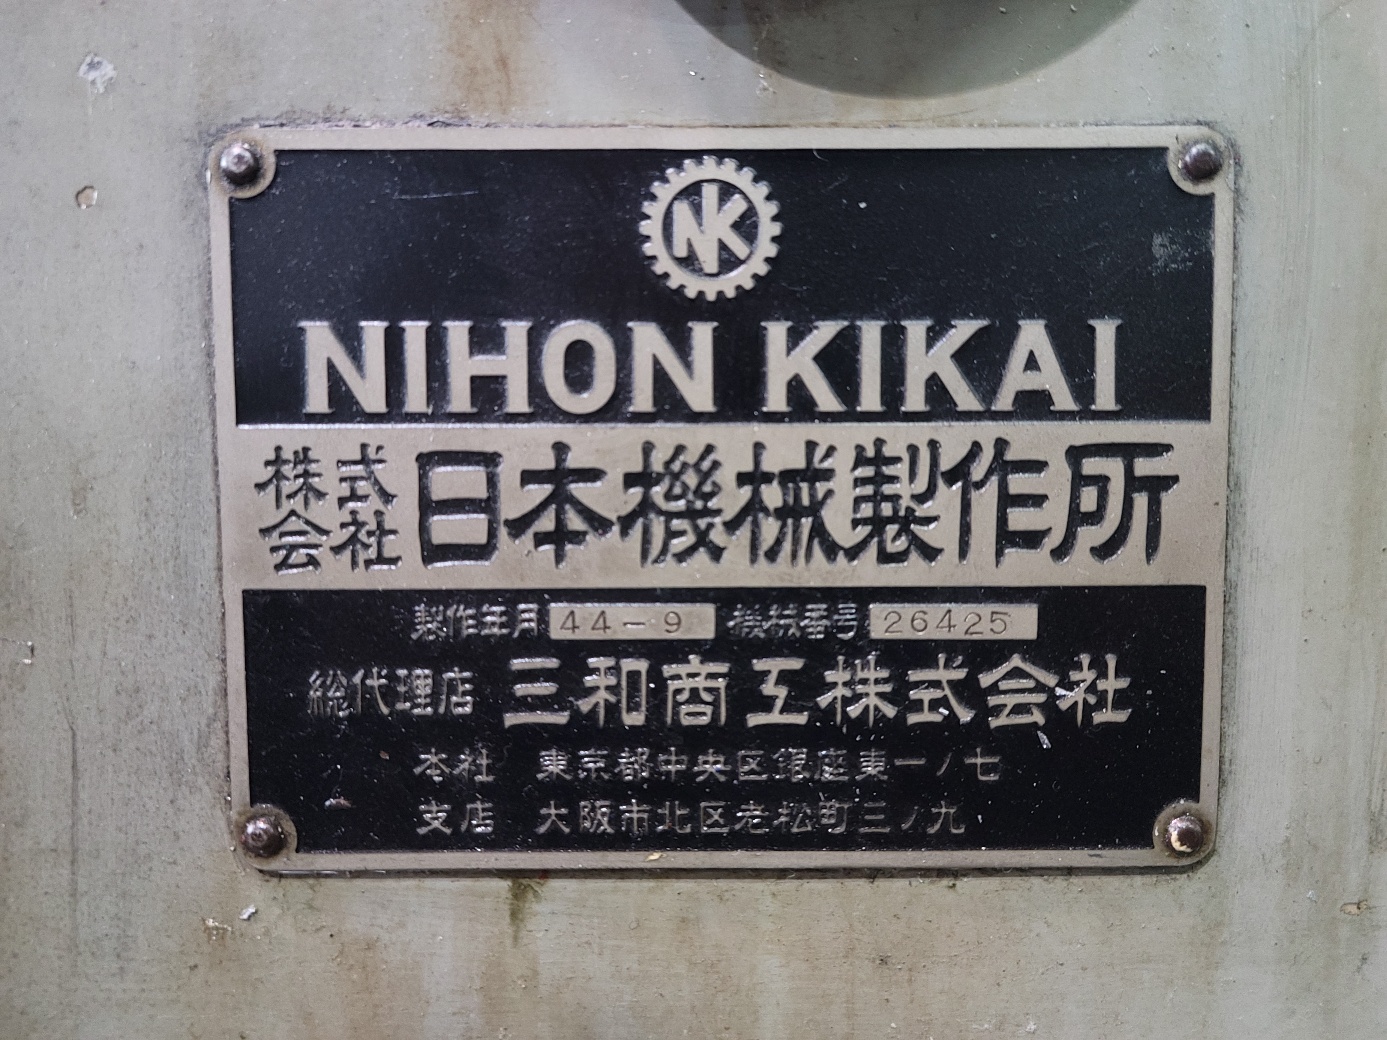 NK
NIHON KIKAI
株式会社日本機械製作所
製作年月 44-9 機械番号 26425
総代理店 三和商工株式会社
本社 東京都中央区銀座東一ノ七
支店 大阪市北区老松町三ノ九